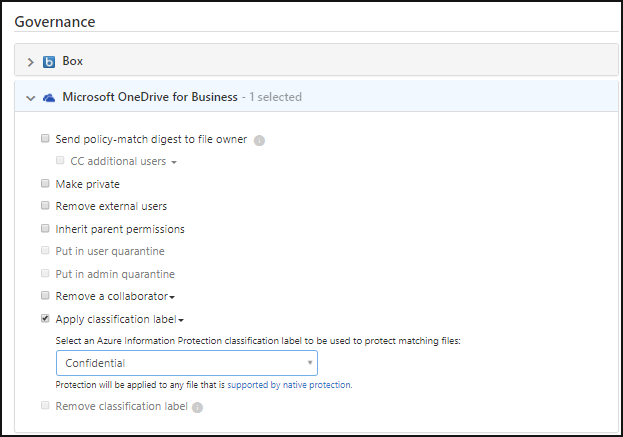 Governance
Box
Microsoft OneDrive for Business - 1 selected
Send policy-match digest to file owner
CC additional users
Make private
Remove external users
Inherit parent permissions
Put in user quarantine
Put in admin quarantine
Remove a collaborator
Apply classification label
Select an Azure Information Protection classification label to be used to protect matching files:
Confidential
Protection will be applied to any file that is supported by native protection.
Remove classification label